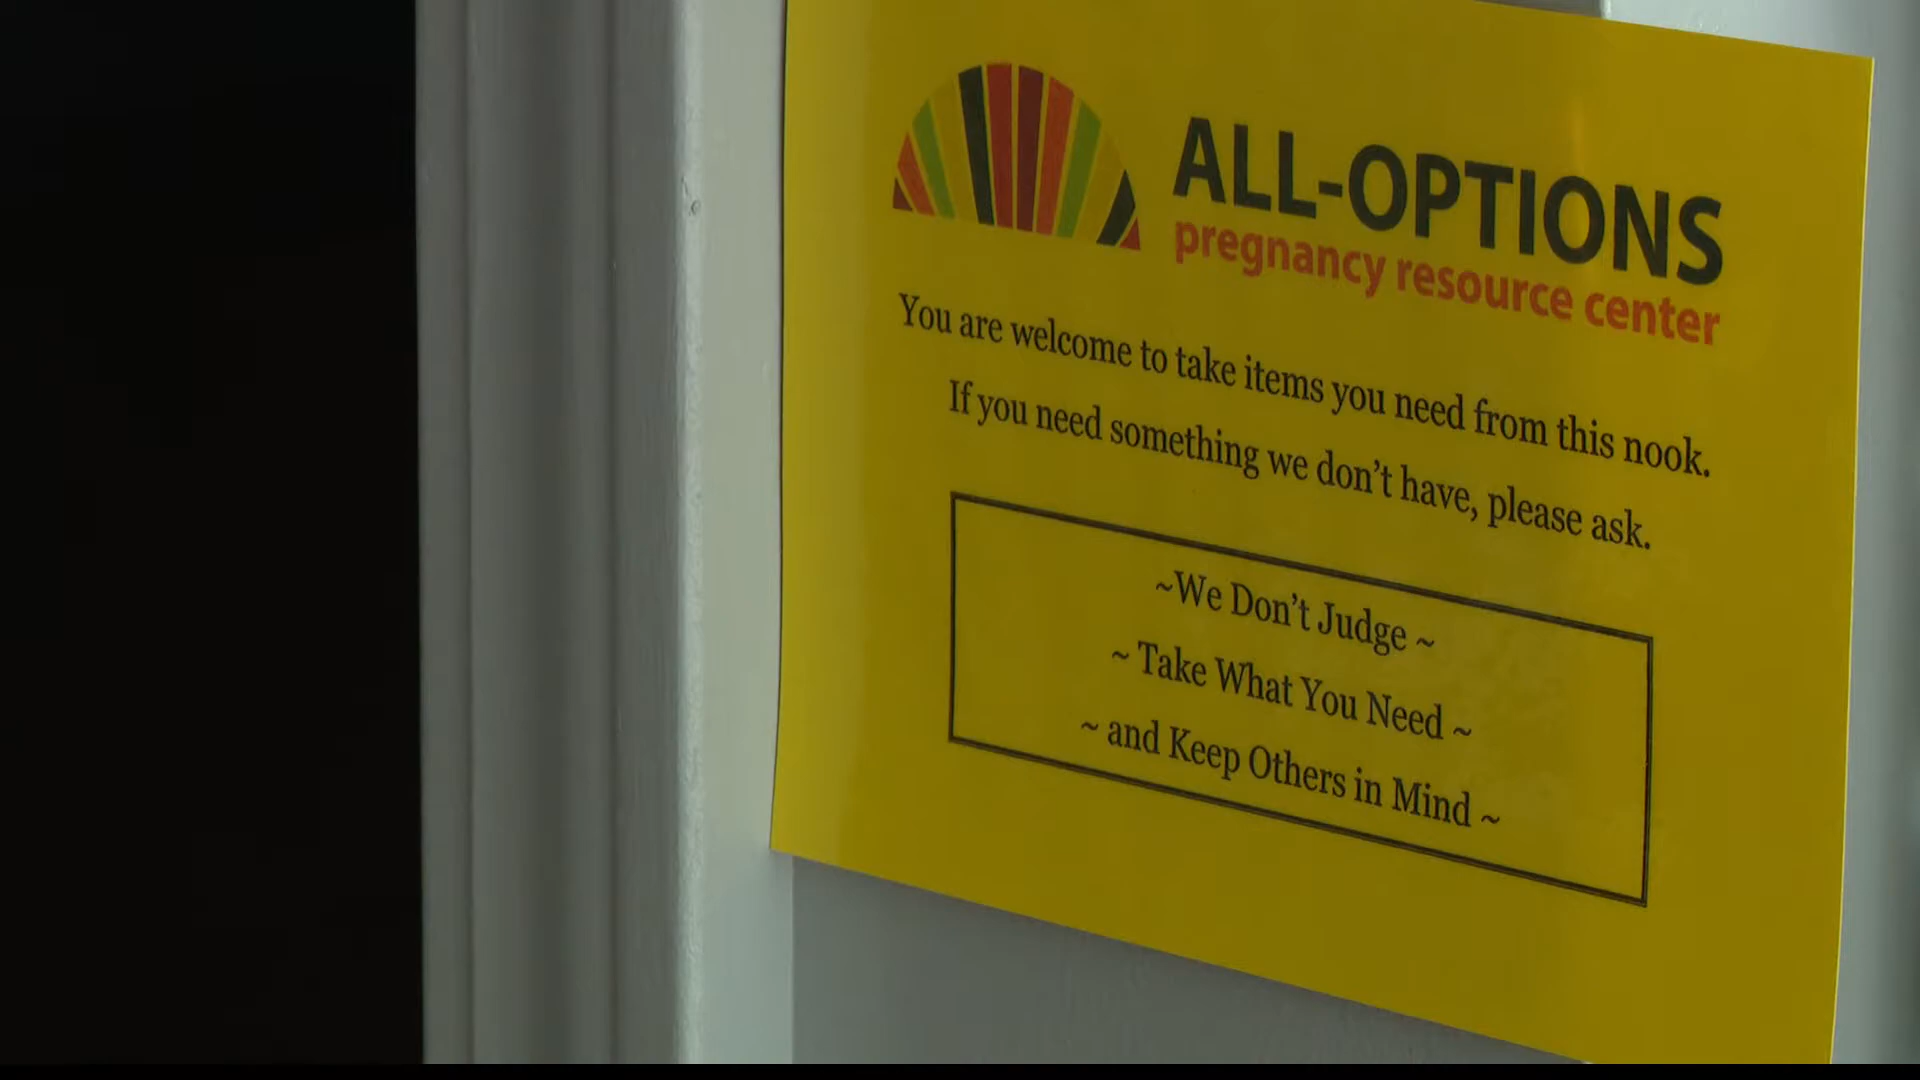 ALL-OPTIONS
pregnancy resource center
You are welcome to take items you need from this nook.
If you need something we don't have, please ask.
~We Don't Judge ~
~ Take What You Need ~
~ and Keep Others in Mind ~